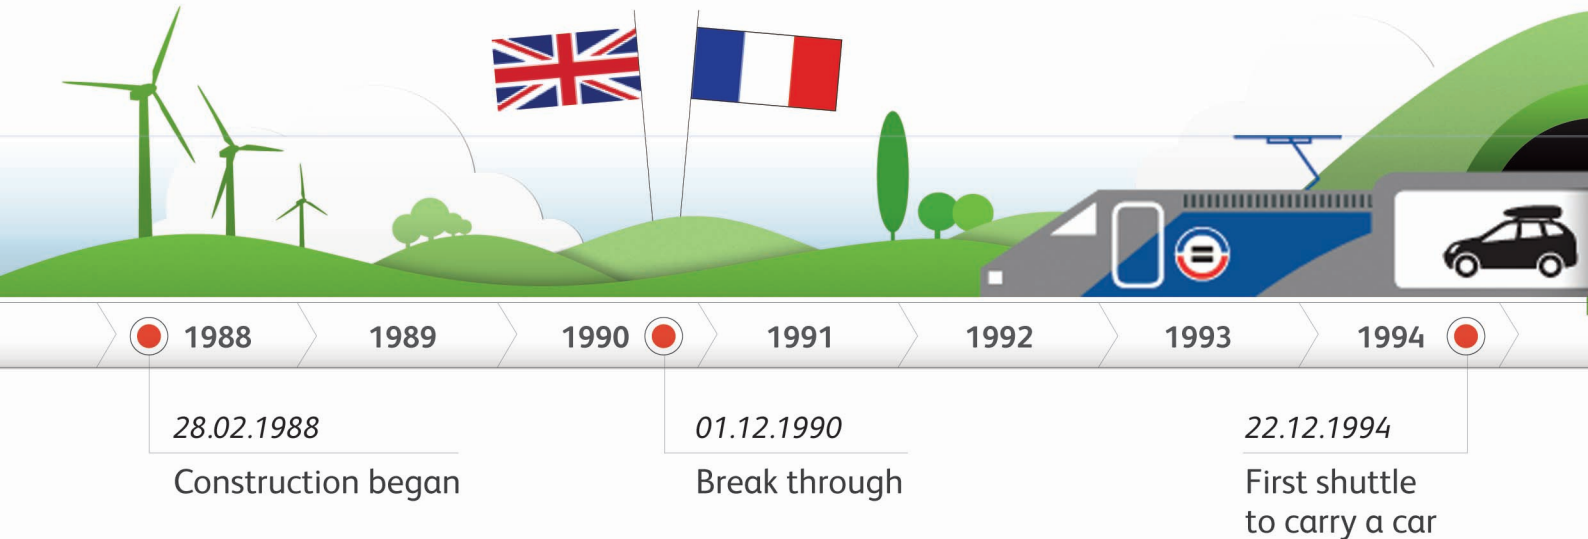 1988 1989 1990 1991 1992 1993 1994
28.02.1988
Construction began
01.12.1990
Break through
22.12.1994
First shuttle
to carry a car